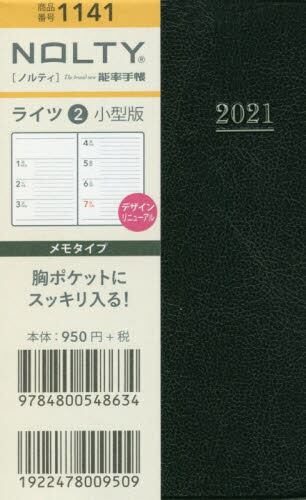 商品番号 1141
NOLTY®
[ノルティ] The brand new 能率手帳
ライツ 2 小型版
4
1 5
2 6
3 7
デザイン
リニューアル
メモタイプ
胸ポケットに
スッキリ入る!
本体:950円+税
9784800548634
1922478009509
2021